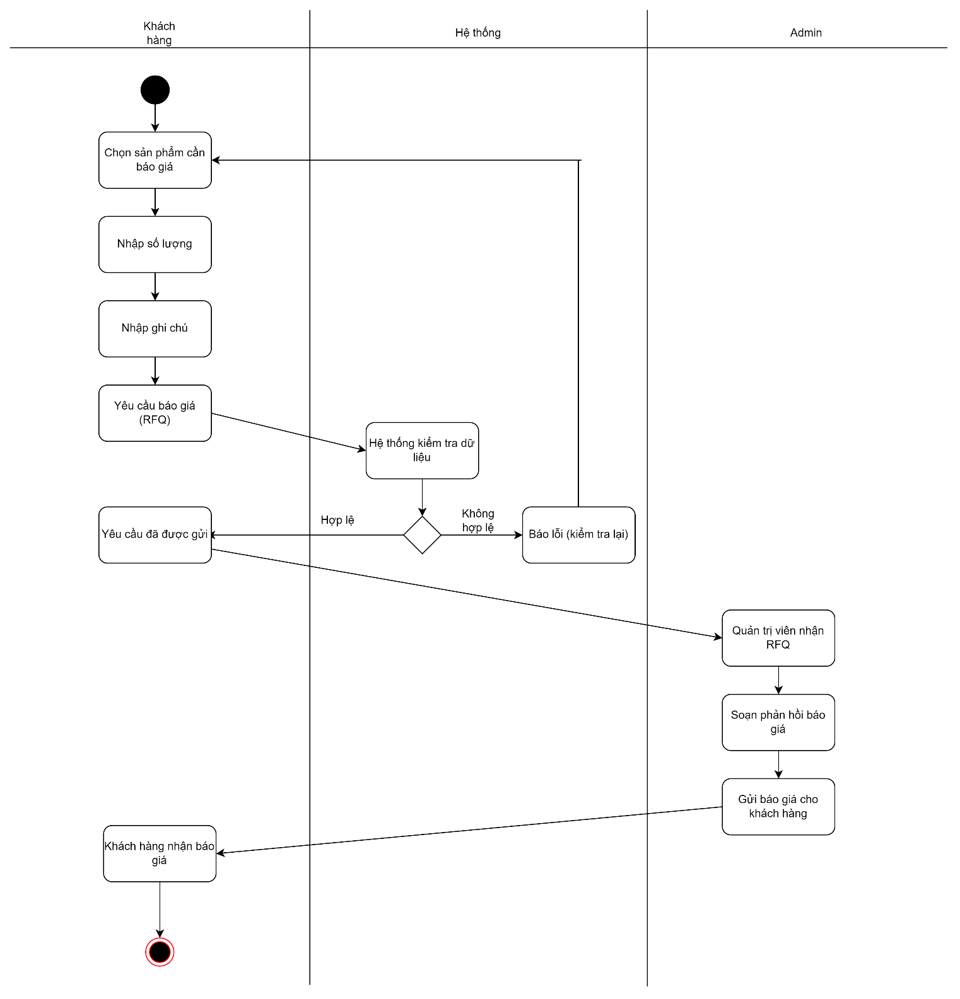 Khách
hàng
Hệ thống
Admin
Chọn sản phẩm cần
báo giá
Nhập số lượng
Nhập ghi chú
Yêu cầu báo giá
(RFQ)
Hệ thống kiểm tra dữ
liệu
Hợp lệ
Không
hợp lệ
Yêu cầu đã được gửi
Báo lỗi (kiểm tra lại)
Quản trị viên nhận
RFQ
Soạn phản hồi báo
giá
Gửi báo giá cho
khách hàng
Khách hàng nhận báo
giá